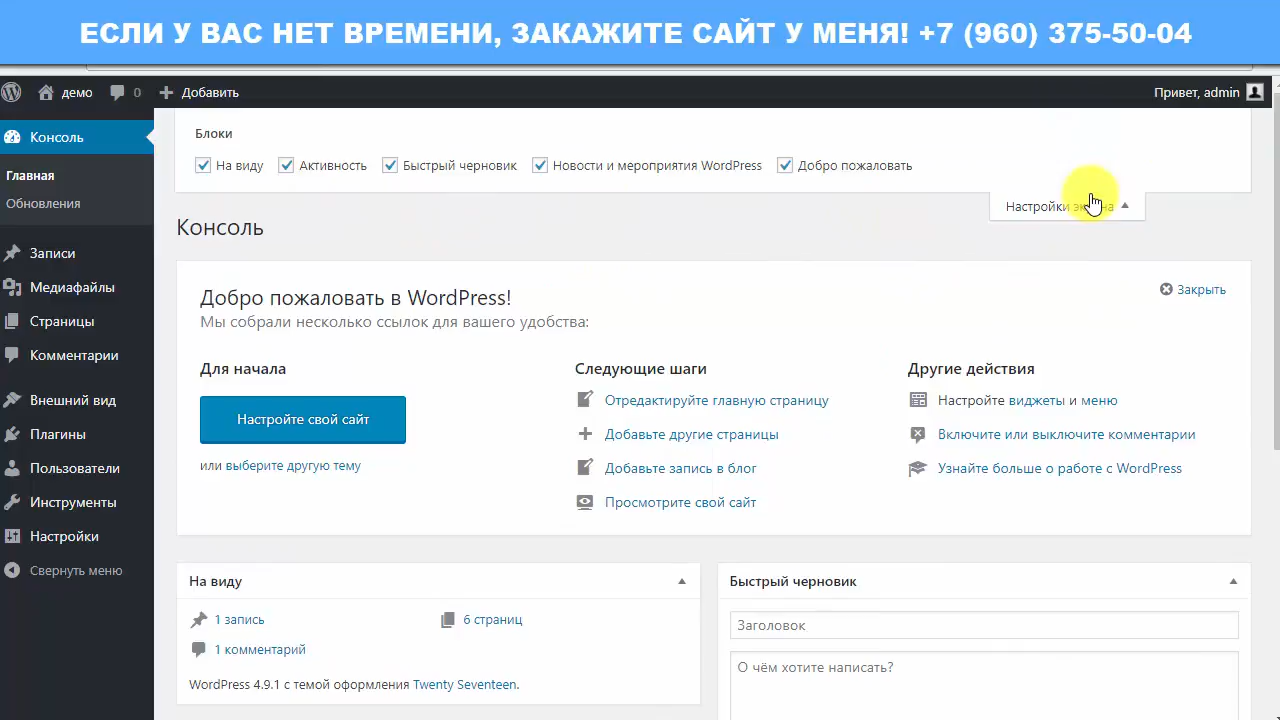 ЕСЛИ У ВАС НЕТ ВРЕМЕНИ, ЗАКАЖИТЕ САЙТ У МЕНЯ! +7 (960) 375-50-04
демо 0 Добавить Привет, admin
Консоль
Главная
Обновления
Записи
Медиафайлы
Страницы
Комментарии
Внешний вид
Плагины
Пользователи
Инструменты
Настройки
Свернуть меню
Блоки
На виду Активность Быстрый черновик Новости и мероприятия WordPress Добро пожаловать
Настройки экрана
Консоль
Добро пожаловать в WordPress!
Закрыть
Мы собрали несколько ссылок для вашего удобства:
Для начала
Настройте свой сайт
или выберите другую тему
Следующие шаги
Отредактируйте главную страницу
Добавьте другие страницы
Добавьте запись в блог
Просмотрите свой сайт
Другие действия
Настройте виджеты и меню
Включите или выключите комментарии
Узнайте больше о работе с WordPress
На виду
1 запись 6 страниц
1 комментарий
WordPress 4.9.1 с темой оформления Twenty Seventeen.
Быстрый черновик
Заголовок
О чём хотите написать?